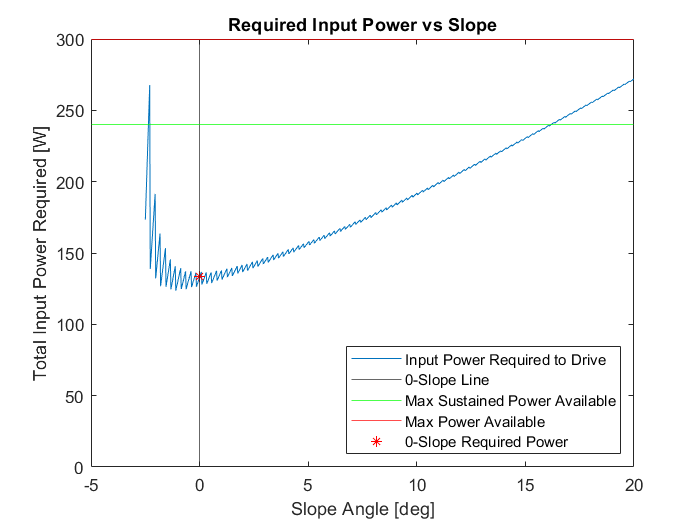 Required Input Power vs Slope
300
250
200
150
100
50
0
Total Input Power Required [W]
-5
0
5
10
15
20
Slope Angle [deg]
Input Power Required to Drive
0-Slope Line
Max Sustained Power Available
Max Power Available
0-Slope Required Power